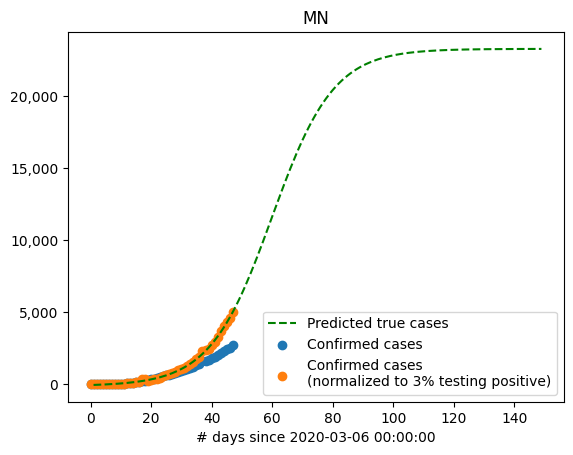 MN
20,000
15,000
10,000
5,000
0
Predicted true cases
Confirmed cases
Confirmed cases
(normalized to 3% testing positive)
0 20 40 60 80 100 120 140
# days since 2020-03-06 00:00:00